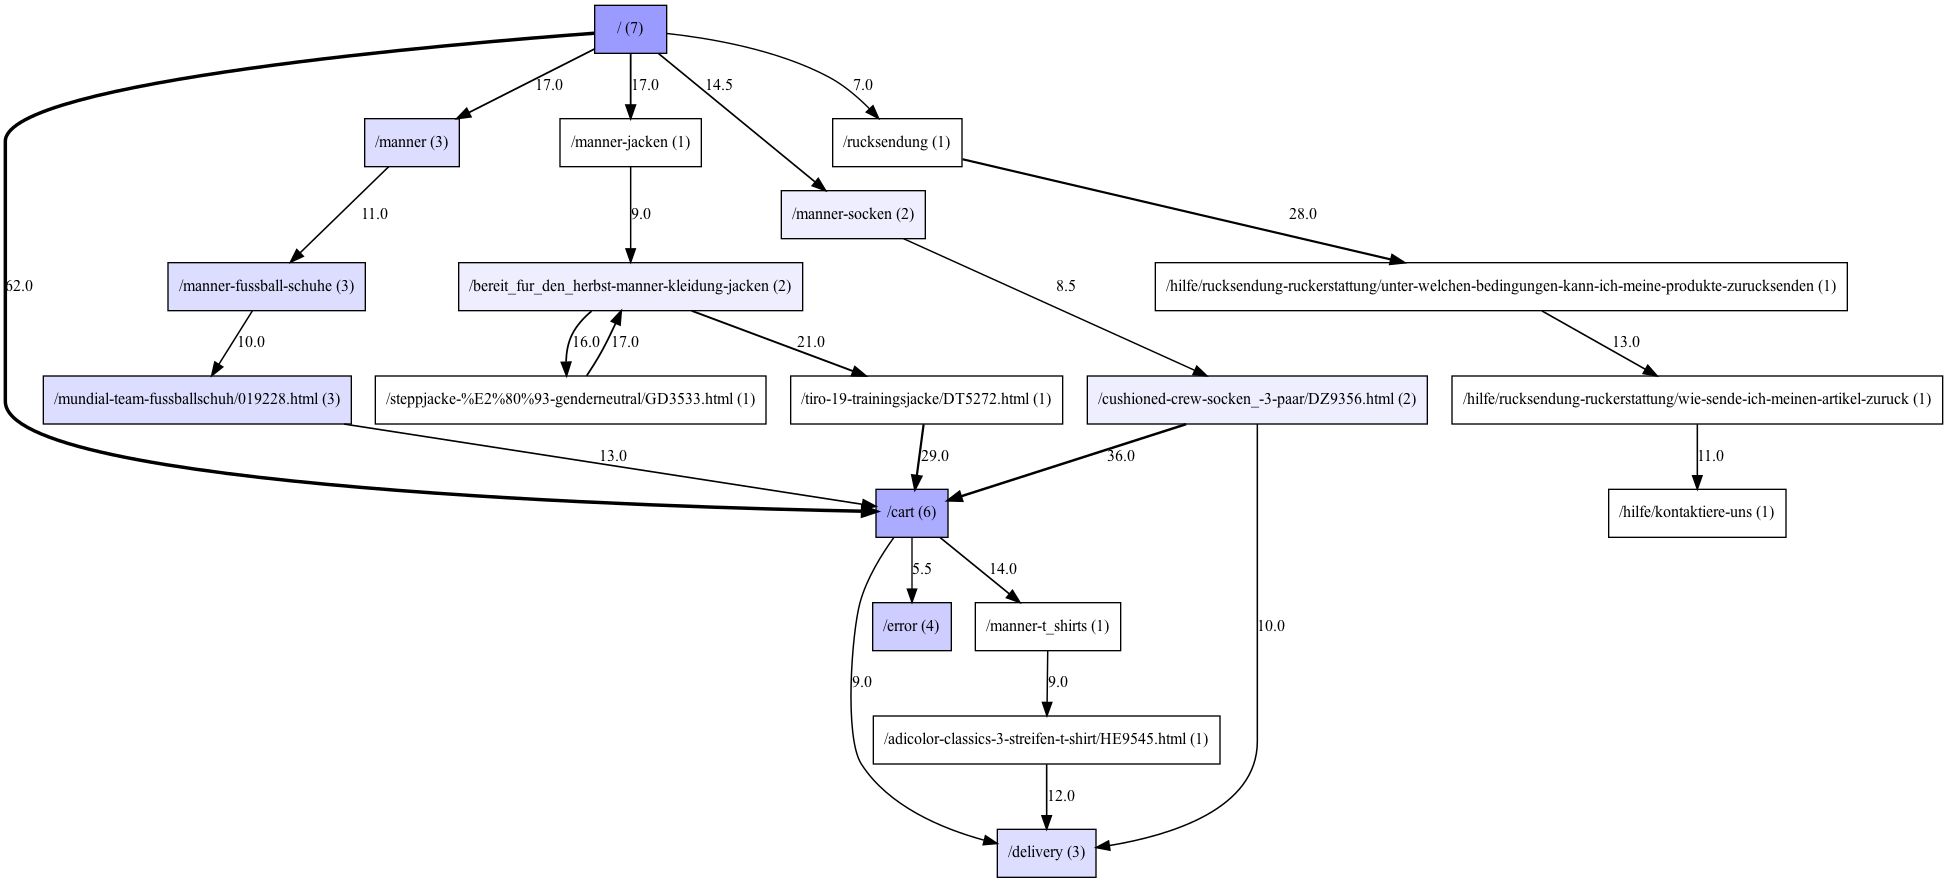 / (7)
17.0
17.0
14.5
7.0
/manner (3)
/manner-jacken (1)
/rucksendung (1)
11.0
9.0
/manner-socken (2)
28.0
62.0
/manner-fussball-schuhe (3)
/bereit_fur_den_herbst-manner-kleidung-jacken (2)
8.5
/hilfe/rucksendung-ruckerstattung/unter-welchen-bedingungen-kann-ich-meine-produkte-zurucksenden (1)
10.0
16.0
17.0
21.0
13.0
/mundial-team-fussballschuh/019228.html (3)
/steppjacke-%E2%80%93-genderneutral/GD3533.html (1)
/tiro-19-trainingsjacke/DT5272.html (1)
/cushioned-crew-socken_-3-paar/DZ9356.html (2)
/hilfe/rucksendung-ruckerstattung/wie-sende-ich-meinen-artikel-zuruck (1)
13.0
29.0
36.0
11.0
/cart (6)
/hilfe/kontaktiere-uns (1)
5.5
14.0
/error (4)
/manner-t_shirts (1)
10.0
9.0
9.0
/adicolor-classics-3-streifen-t-shirt/HE9545.html (1)
12.0
/delivery (3)